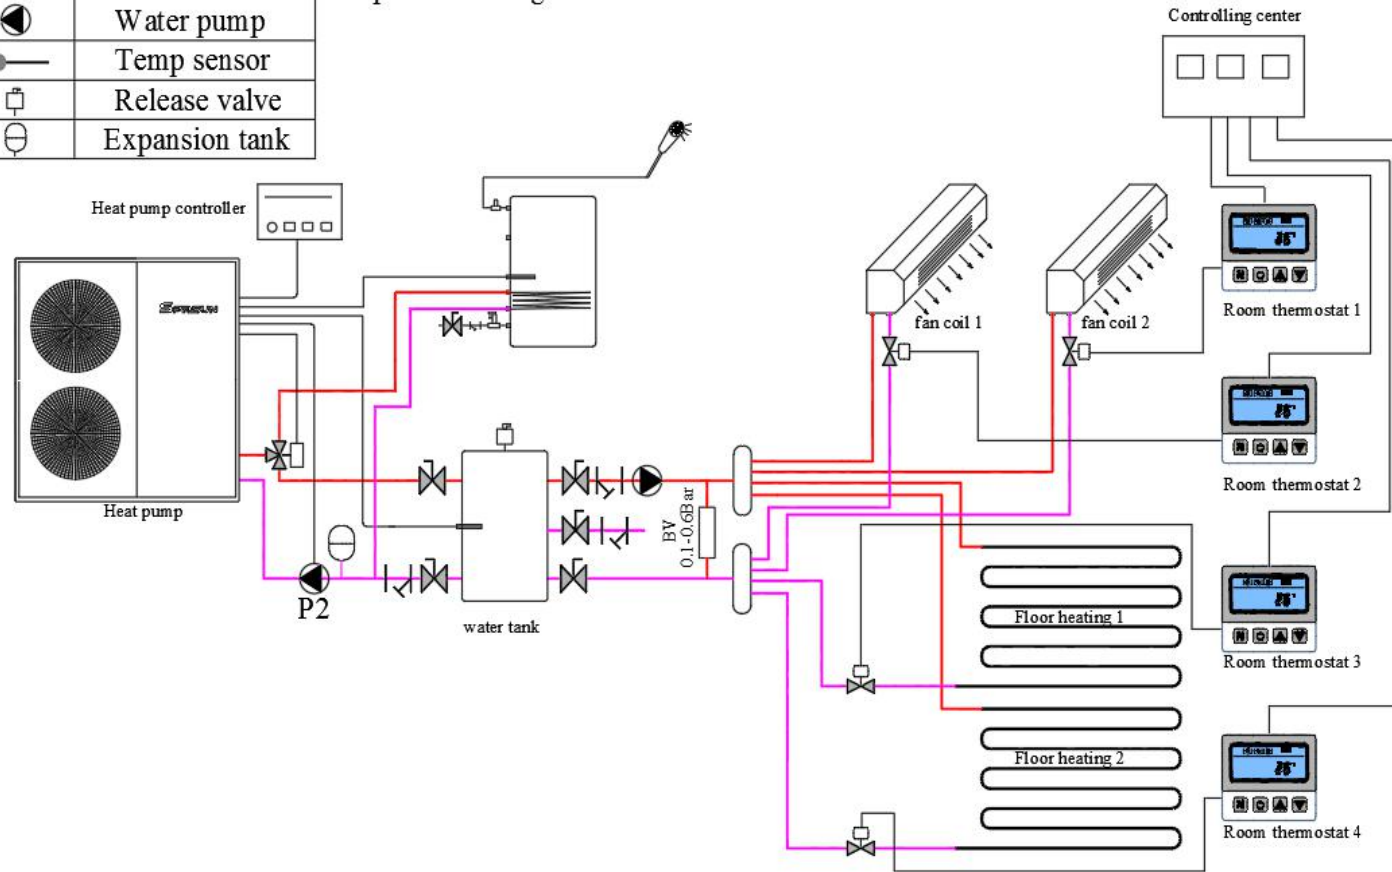 Water pump
Temp sensor
Release valve
Expansion tank
Controlling center
Heat pump controller
Room thermostat 1
fan coil 1
fan coil 2
Room thermostat 2
Heat pump
BV
0.1-0.6Bar
P2
water tank
Floor heating 1
Room thermostat 3
Floor heating 2
Room thermostat 4